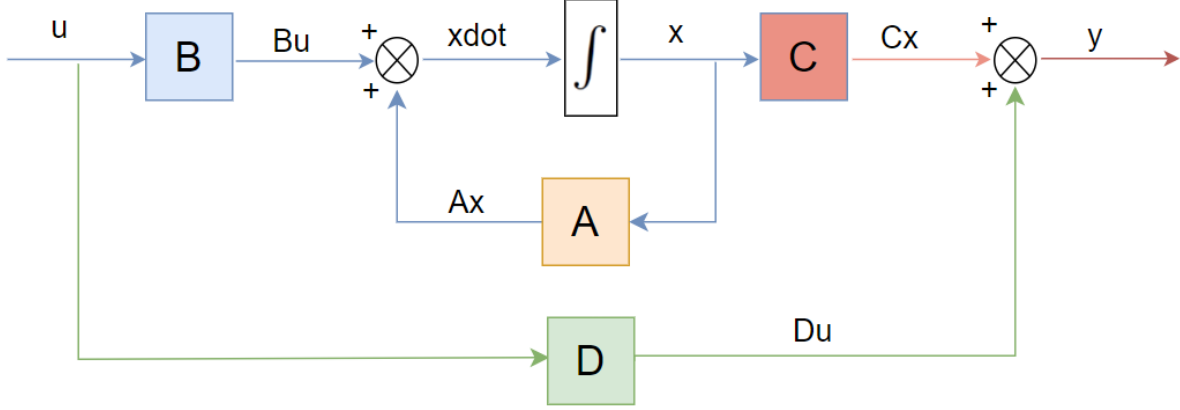 u B Bu + + xdot ∫ x C Cx + + y
Ax A
D Du